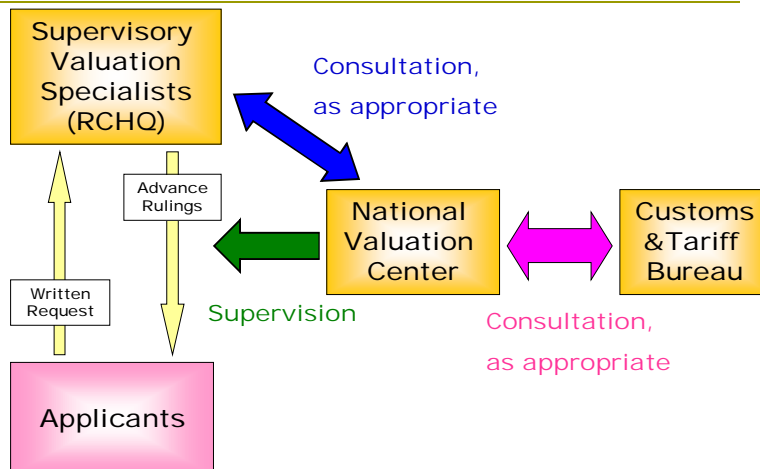 Supervisory
Valuation
Specialists
(RCHQ)
Consultation,
as appropriate
Advance
Rulings
National
Valuation
Center
Customs
&Tariff
Bureau
Written
Request
Supervision
Consultation,
as appropriate
Applicants